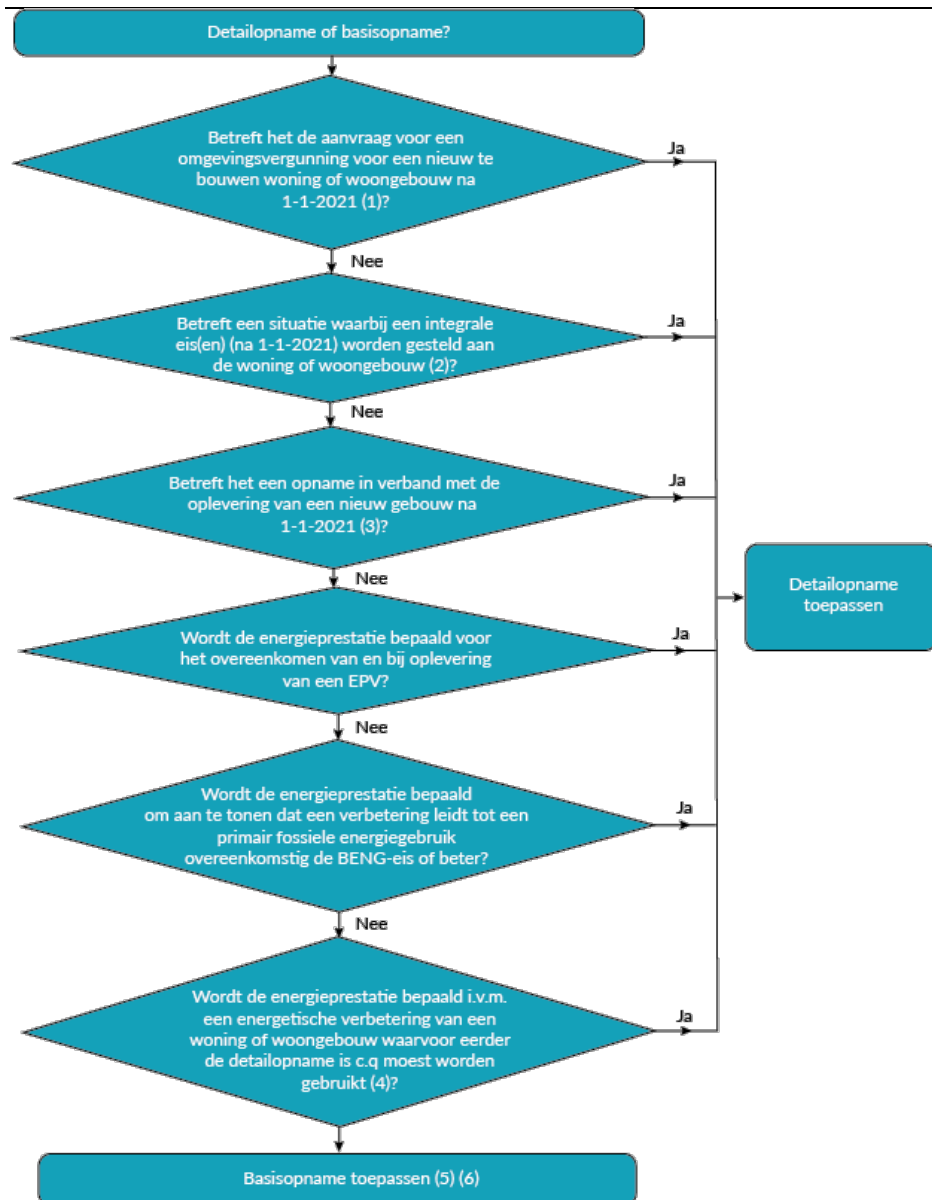 Detailopname of basisopname?
Betreft het de aanvraag voor een
omgevingsvergunning voor een nieuw te
bouwen woning of woongebouw na
1-1-2021 (1)?
Ja
Nee
Betreft een situatie waarbij een integrale
eis(en) (na 1-1-2021) worden gesteld aan
de woning of woongebouw (2)?
Ja
Nee
Betreft het een opname in verband met de
oplevering van een nieuw gebouw na
1-1-2021 (3)?
Ja
Nee
Detailopname
toepassen
Wordt de energieprestatie bepaald voor
het overeenkomen van en bij oplevering
van een EPV?
Ja
Nee
Wordt de energieprestatie bepaald
om aan te tonen dat een verbetering leidt tot een
primair fossiele energiegebruik
overeenkomstig de BENG-eis of beter?
Ja
Nee
Wordt de energieprestatie bepaald i.v.m.
een energetische verbetering van een
woning of woongebouw waarvoor eerder
de detailopname is c.q moest worden
gebruikt (4)?
Ja
Basisopname toepassen (5) (6)